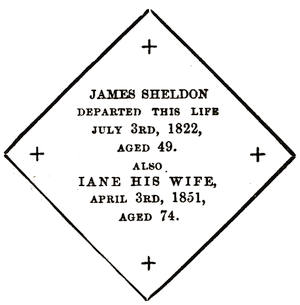 JAMES SHELDON
DEPARTED THIS LIFE
JULY 3RD, 1822,
AGED 49.
ALSO
IANE HIS WIFE,
APRIL 3RD, 1851,
AGED 74.